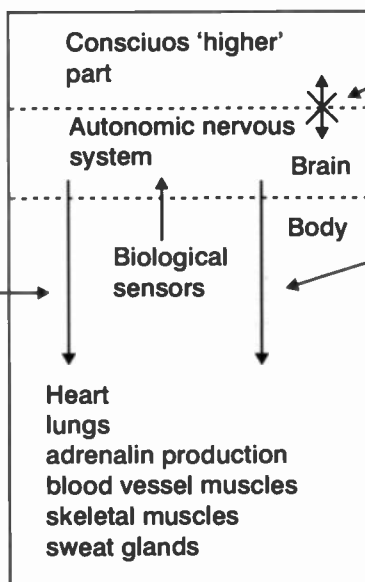 Consciuos ‘higher’
part
Autonomic nervous
system
Brain
Body
Biological
sensors
Heart
lungs
adrenalin production
blood vessel muscles
skeletal muscles
sweat glands